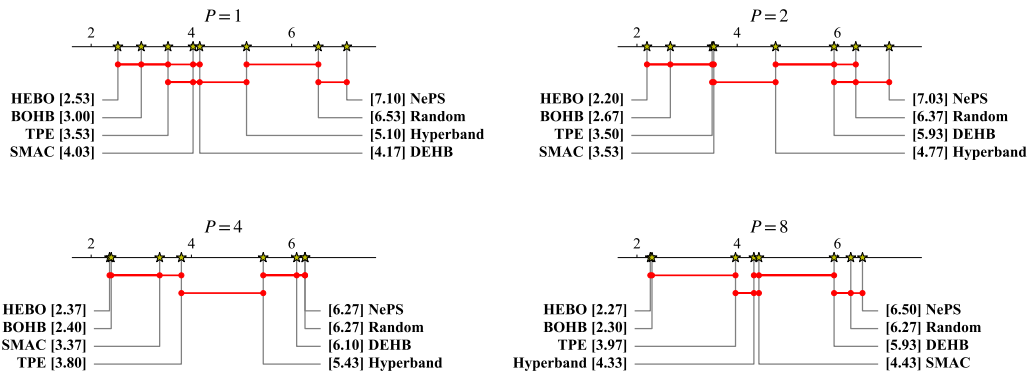 P=1
2 4 6
HEBO [2.53] [7.10] NePS
BOHB [3.00] [6.53] Random
TPE [3.53] [5.10] Hyperband
SMAC [4.03] [4.17] DEHB
P=2
2 4 6
HEBO [2.20] [7.03] NePS
BOHB [2.67] [6.37] Random
TPE [3.50] [5.93] DEHB
SMAC [3.53] [4.77] Hyperband
P=4
2 4 6
HEBO [2.37] [6.27] NePS
BOHB [2.40] [6.27] Random
SMAC [3.37] [6.10] DEHB
TPE [3.80] [5.43] Hyperband
P=8
2 4 6
HEBO [2.27] [6.50] NePS
BOHB [2.30] [6.27] Random
TPE [3.97] [5.93] DEHB
Hyperband [4.33] [4.43] SMAC